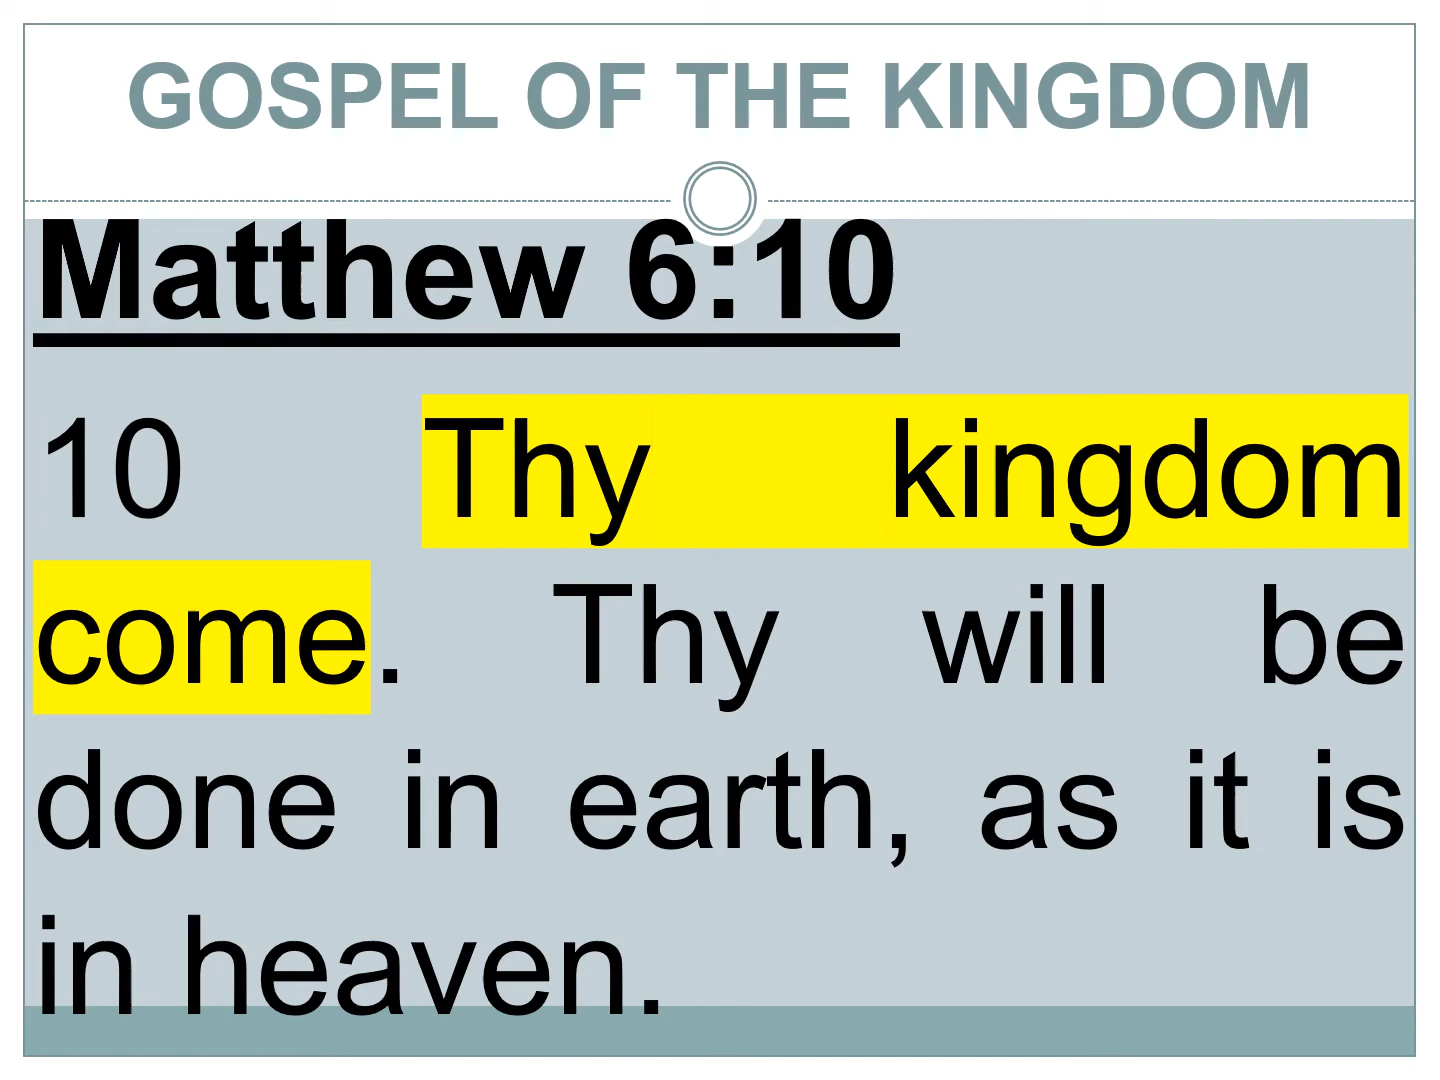 GOSPEL OF THE KINGDOM
Matthew 6:10
10 Thy kingdom
come. Thy will be
done in earth, as it is
in heaven.